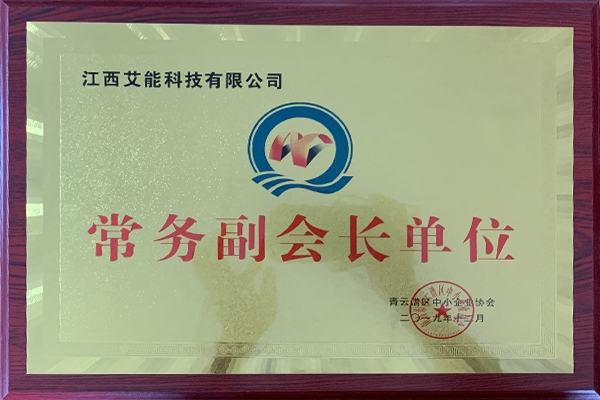 江西艾能科技有限公司
常务副会长单位
青云谱区中小企业协会
二〇一九年十二月